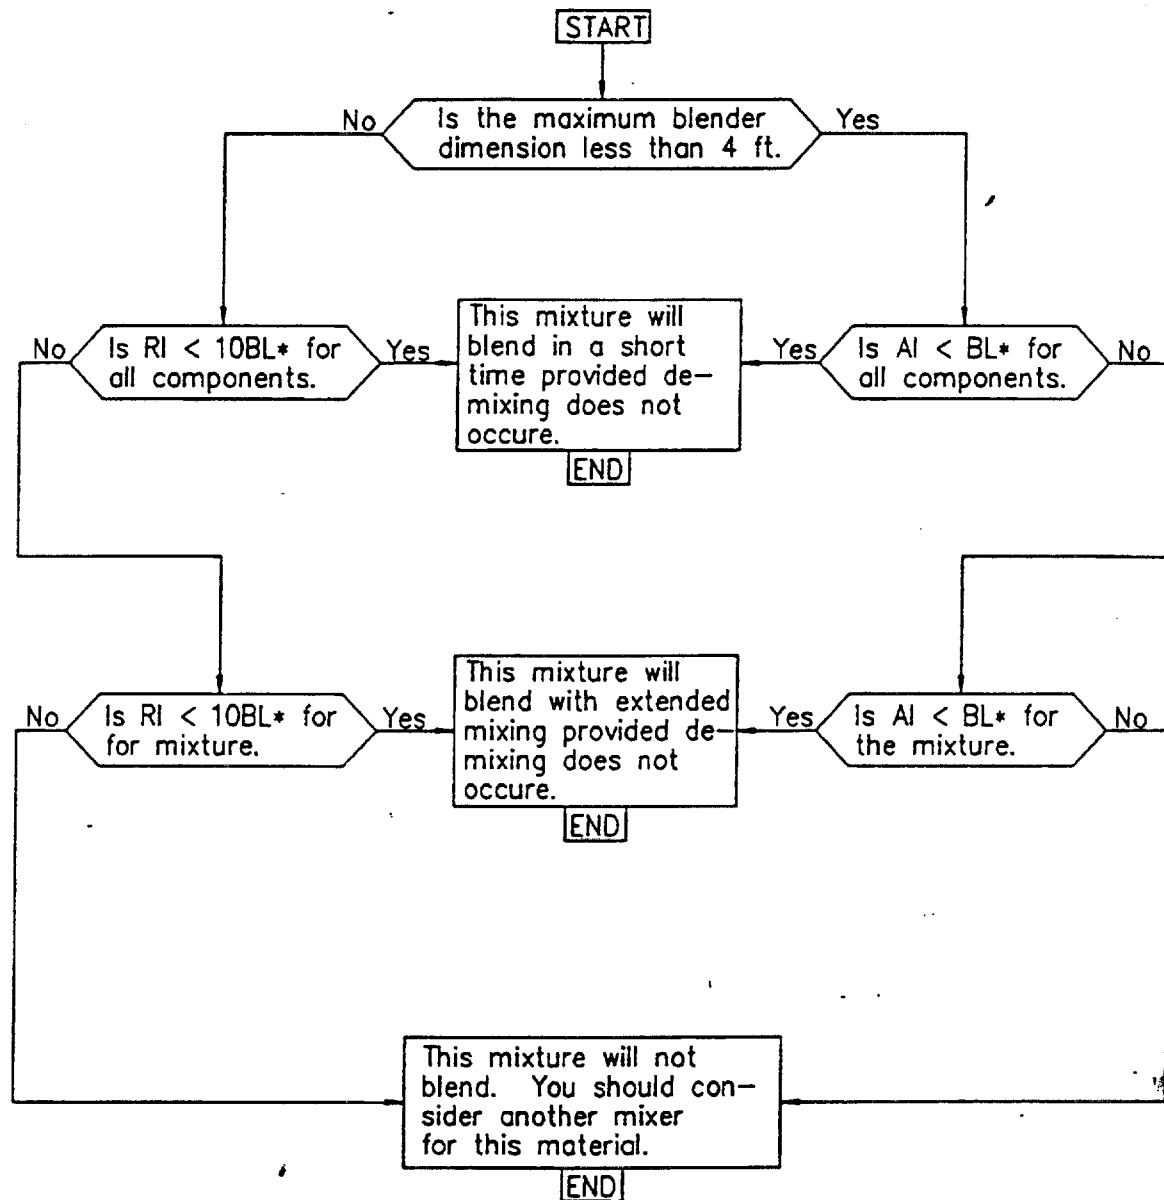 START
No
Is the maximum blender
dimension less than 4 ft.
Yes
No
Is RI < 10BL* for
all components.
Yes
This mixture will
blend in a short
time provided de-
mixing does not
occure.
END
Yes
Is AI < BL* for
all components.
No
No
Is RI < 10BL* for
for mixture.
Yes
This mixture will
blend with extended
mixing provided de-
mixing does not
occure.
END
Yes
Is AI < BL* for
the mixture.
No
This mixture will not
blend. You should con-
sider another mixer
for this material.
END